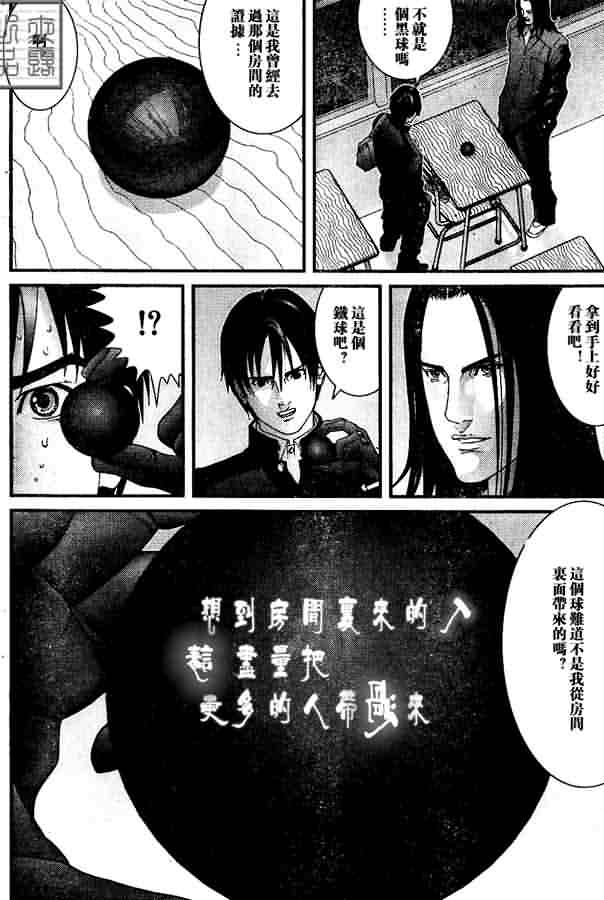 不就是
個黑球嗎
這是我曾經去
過那個房間的
證據…
拿到手上好好
看看吧！
這是個
鐵球吧？
!?
這個球難道不是我從房間
裏面帶來的嗎？
想到房間裏來的人
請盡量把
更多的人帶過來